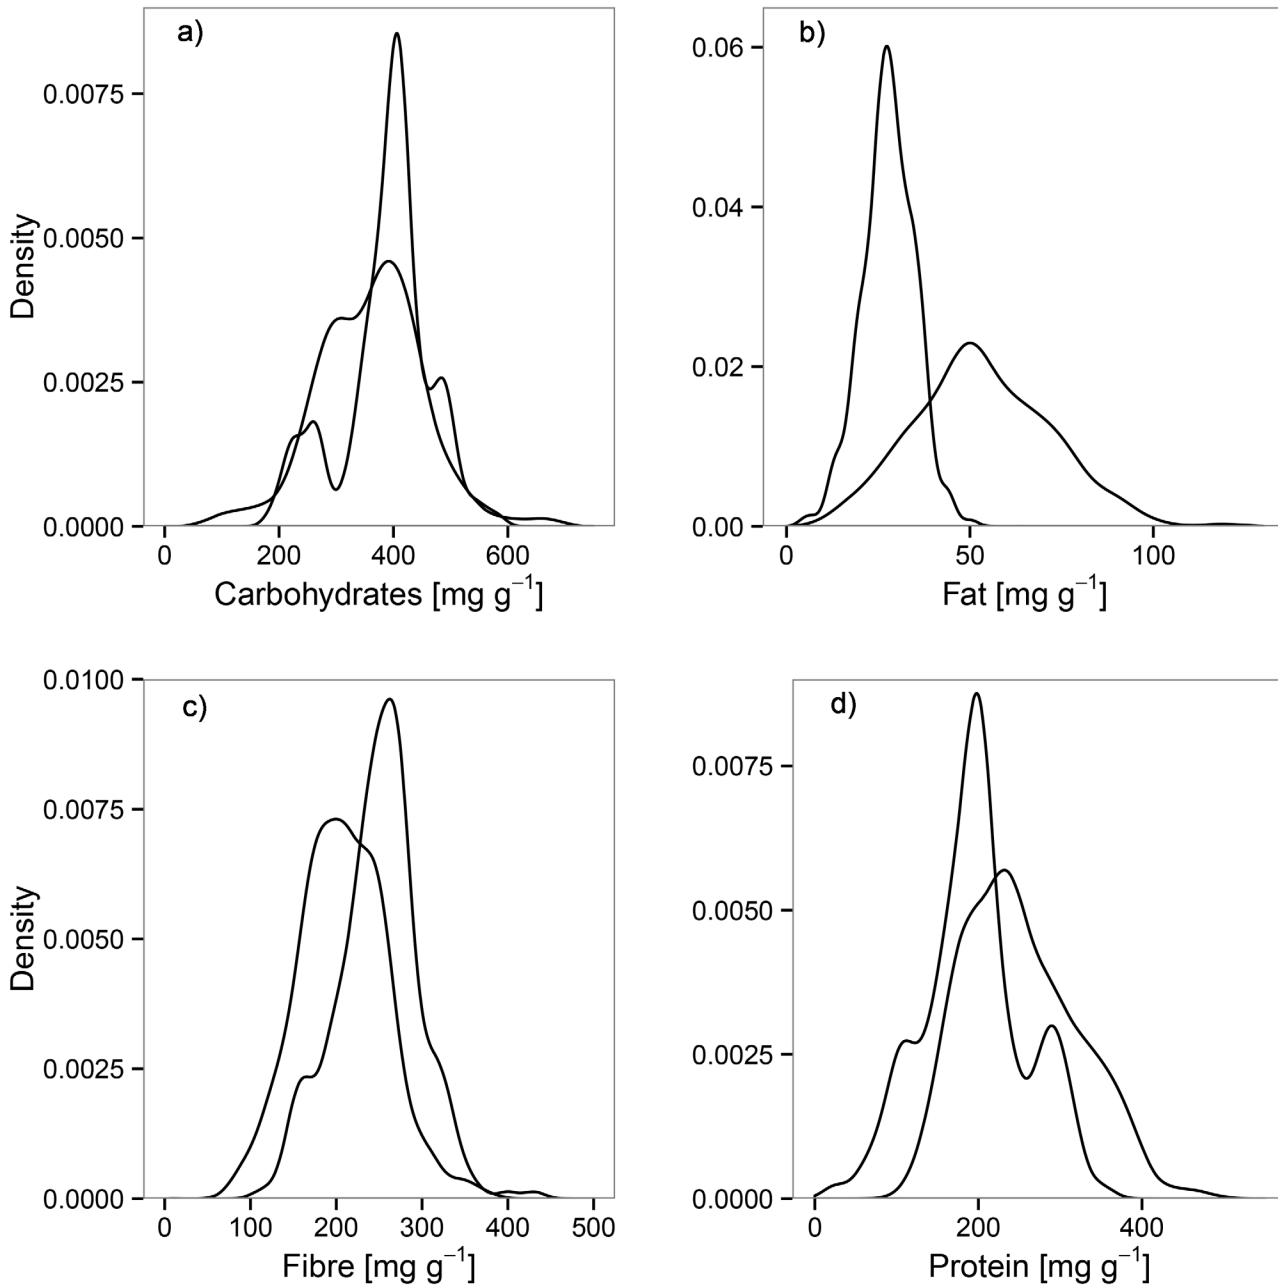 a)
0.0075
0.0050
0.0025
0.0000
Density
0 200 400 600
Carbohydrates [mg g⁻¹]
b)
0.06
0.04
0.02
0.00
0 50 100
Fat [mg g⁻¹]
c)
0.0100
0.0075
0.0050
0.0025
0.0000
Density
0 100 200 300 400 500
Fibre [mg g⁻¹]
d)
0.0075
0.0050
0.0025
0.0000
0 200 400
Protein [mg g⁻¹]